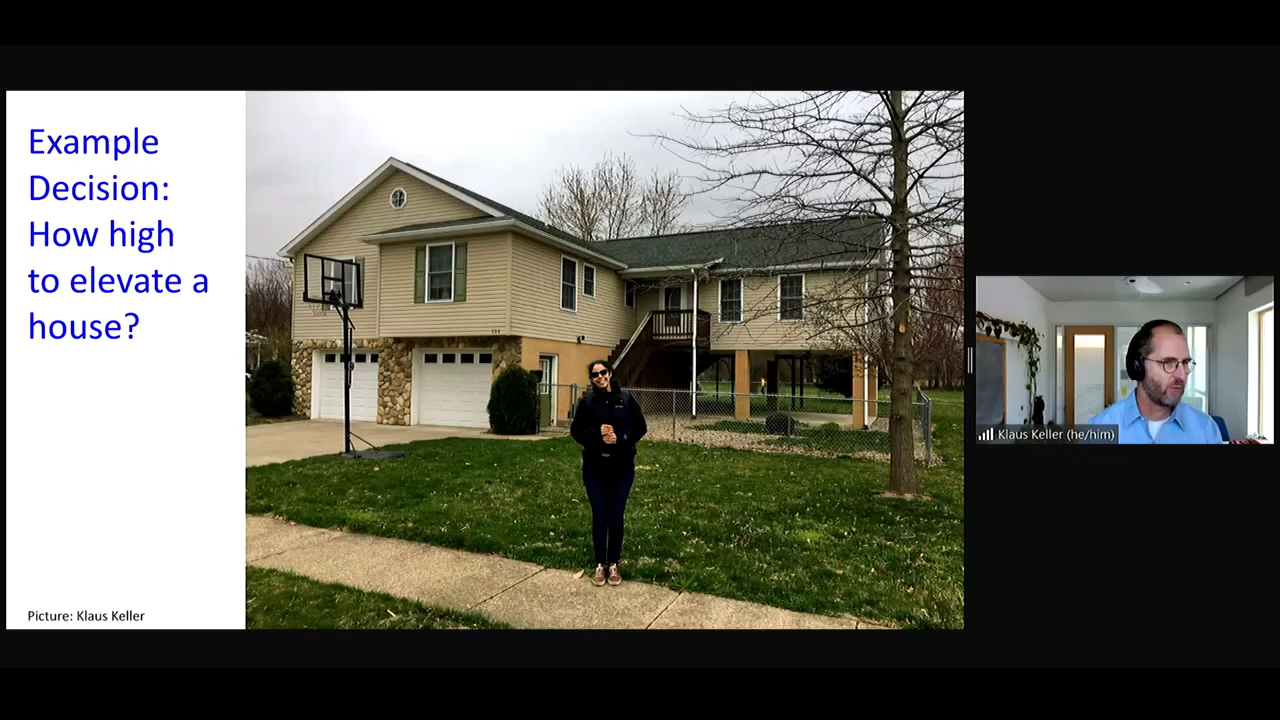 Example
Decision:
How high
to elevate a
house?
Picture: Klaus Keller
Klaus Keller (he/him)